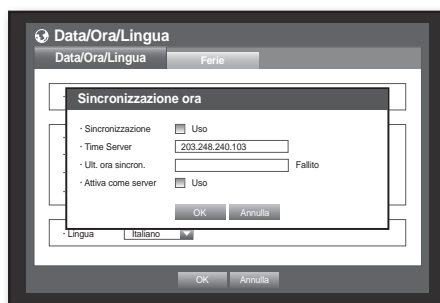 Data/Ora/Lingua
Data/Ora/Lingua Ferie
Sincronizzazione ora
· Sincronizzazione Uso
· Time Server 203.248.240.103
· Ult. ora sincron. Fallito
· Attiva come server Uso
OK Annulla
· Lingua Italiano
OK Annulla